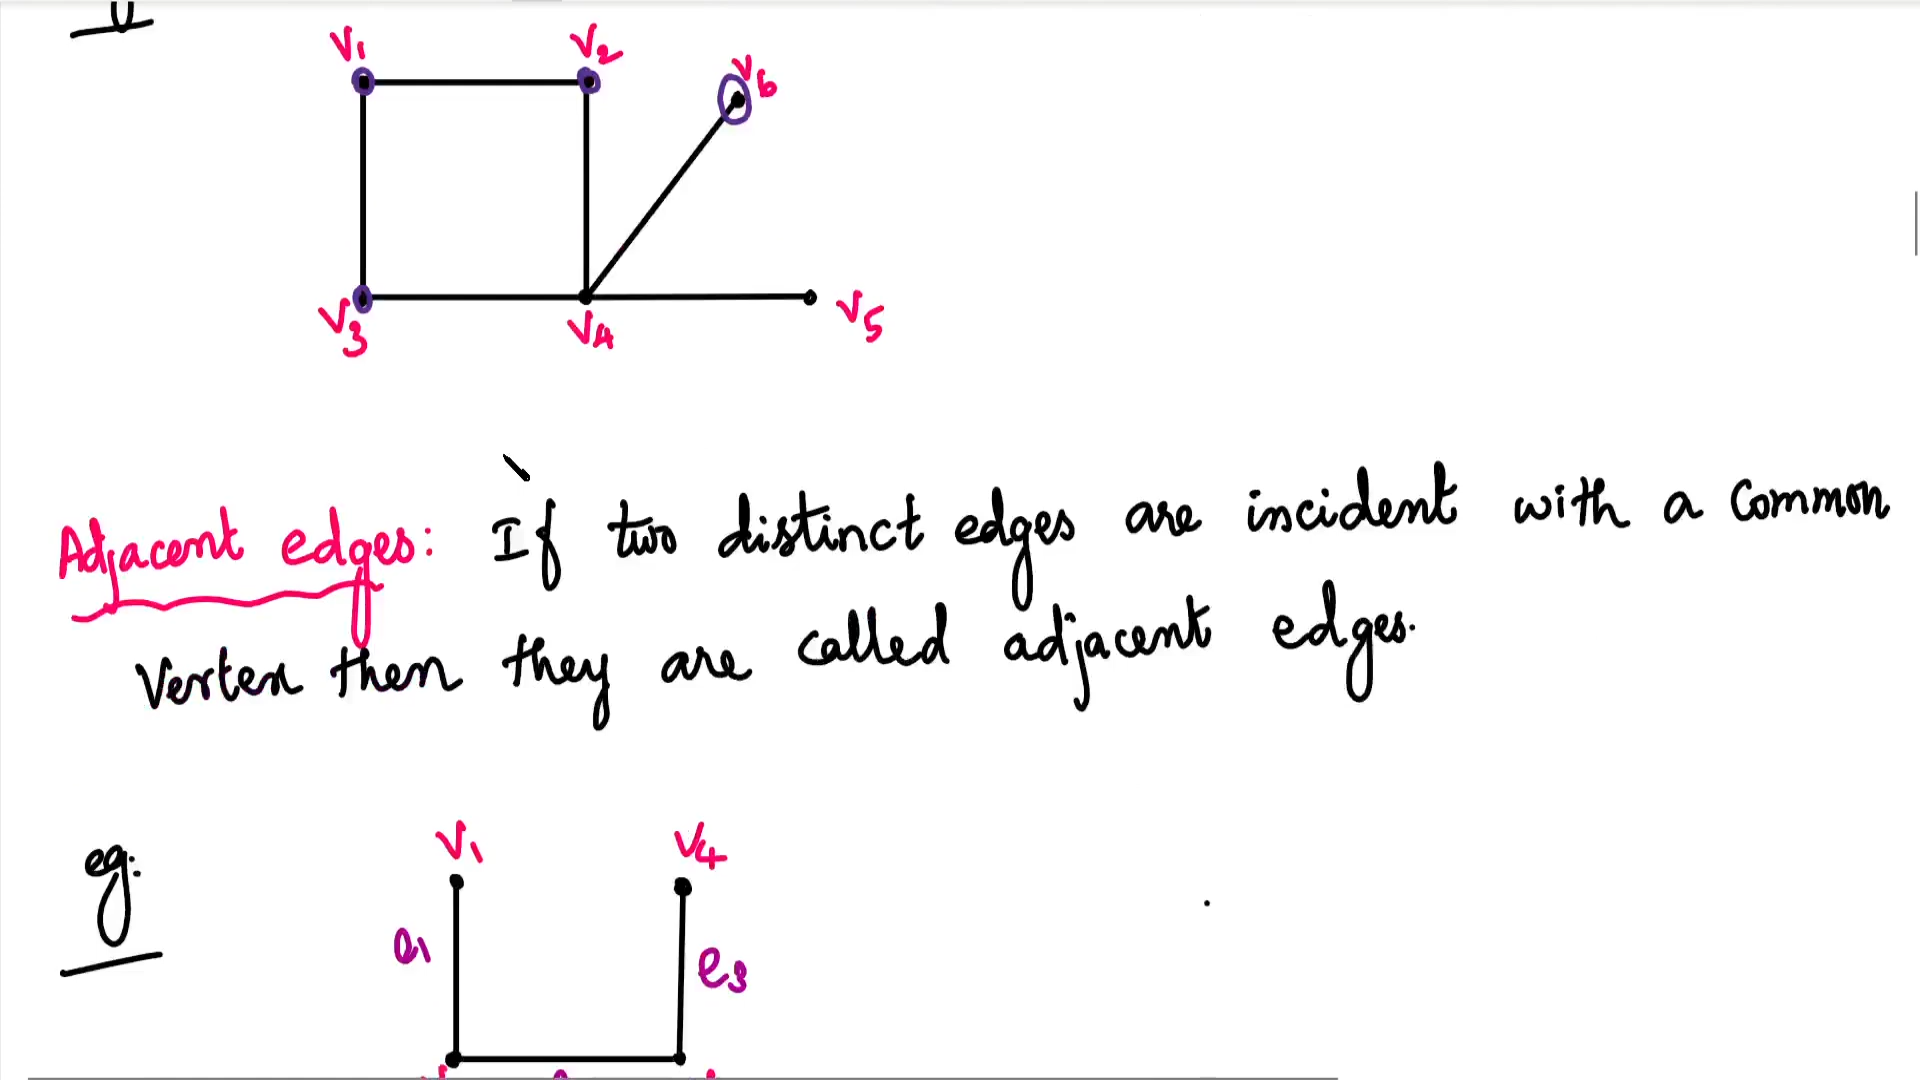 V1 V2 V6
V3 V4 V5
Adjacent edges: If two distinct edges are incident with a common
Vertex then they are called adjacent edges.
eg: V1 V4
e1 e3